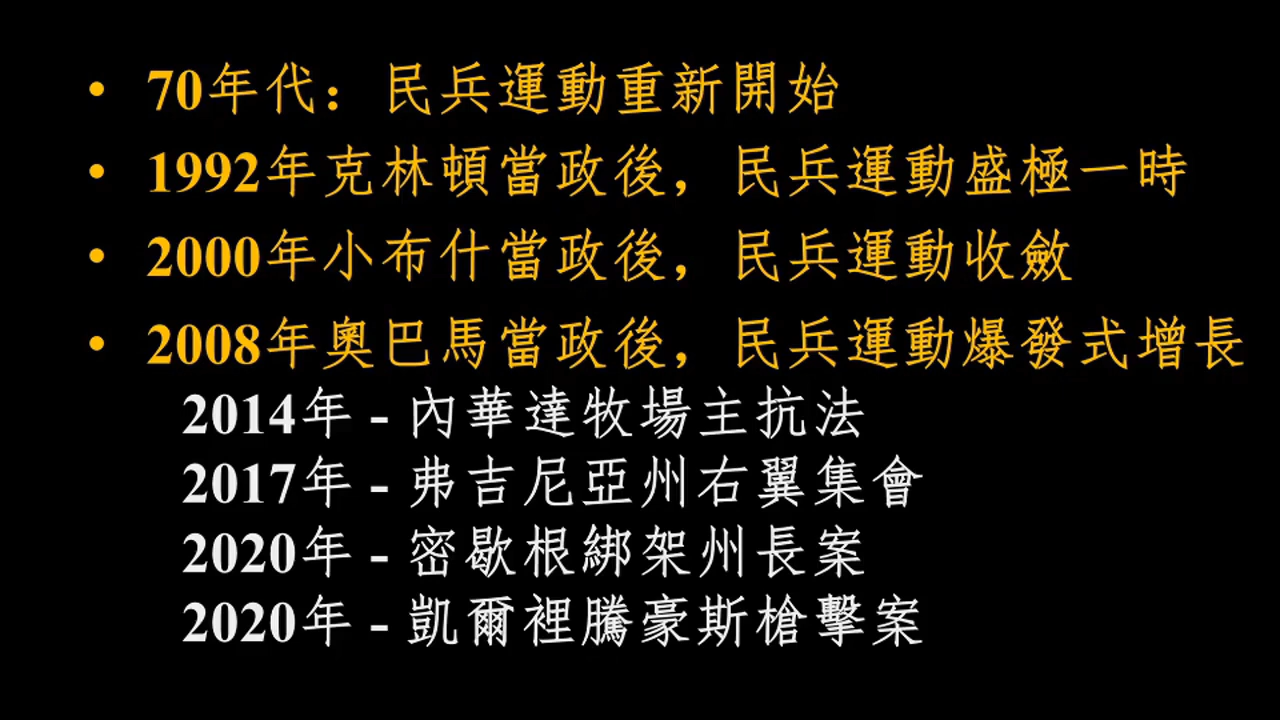 • 70年代：民兵運動重新開始
• 1992年克林頓當政後，民兵運動盛極一時
• 2000年小布什當政後，民兵運動收斂
• 2008年奧巴馬當政後，民兵運動爆發式增長
2014年 - 內華達牧場主抗法
2017年 - 弗吉尼亞州右翼集會
2020年 - 密歇根綁架州長案
2020年 - 凱爾裡騰豪斯槍擊案